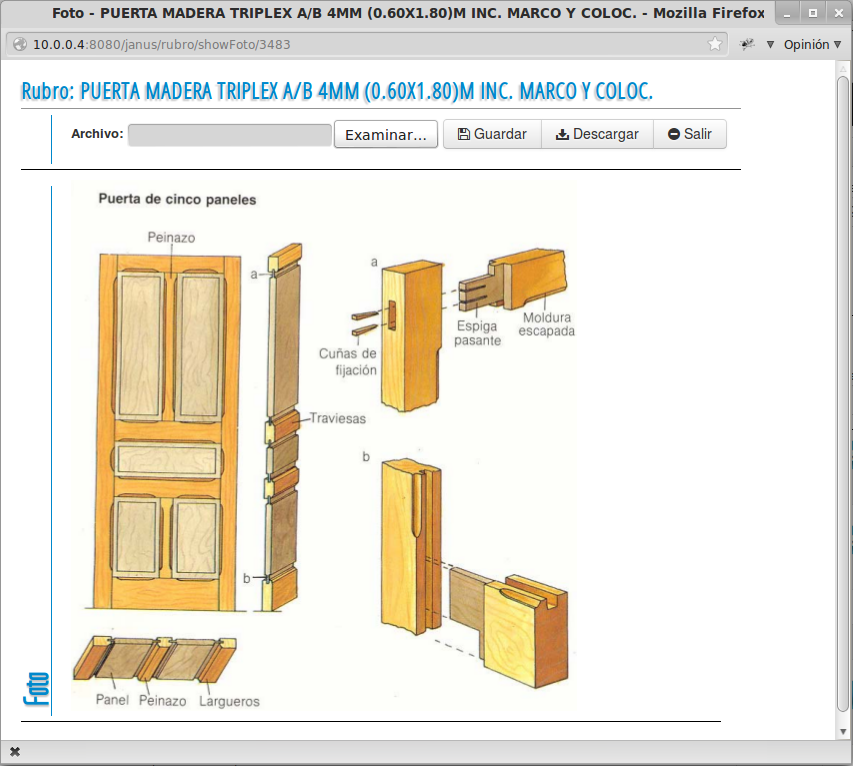 Foto - PUERTA MADERA TRIPLEX A/B 4MM (0.60X1.80)M INC. MARCO Y COLOC. - Mozilla Firefox
10.0.0.4:8080/janus/rubro/showFoto/3483
Opinión
Rubro: PUERTA MADERA TRIPLEX A/B 4MM (0.60X1.80)M INC. MARCO Y COLOC.
Archivo:
Examinar...
Guardar
Descargar
Salir
Puerta de cinco paneles
Peinazo
a
a
Espiga
pasante
Moldura
escapada
Cuñas de
fijación
Traviesas
b
b
Panel
Peinazo
Largueros
Foto